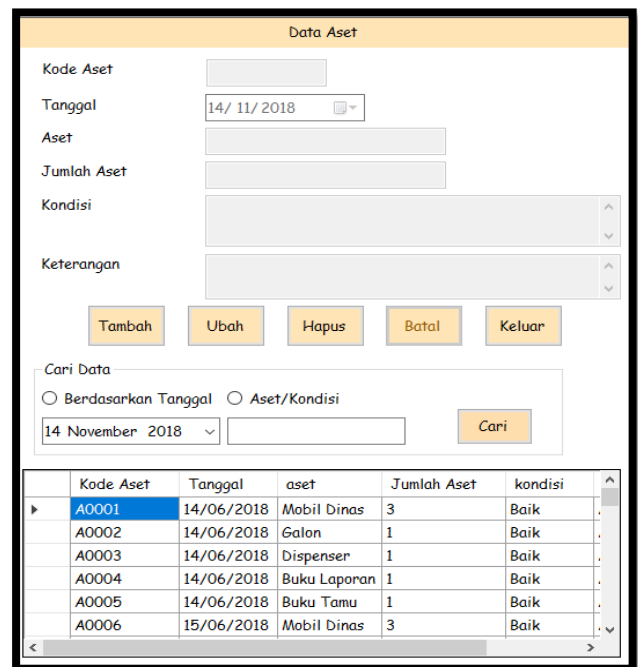 Data Aset
Kode Aset
Tanggal 14/ 11/ 2018
Aset
Jumlah Aset
Kondisi
Keterangan
Tambah Ubah Hapus Batal Keluar
Cari Data
Berdasarkan Tanggal Aset/Kondisi
14 November 2018 Cari
Kode Aset Tanggal aset Jumlah Aset kondisi
A0001 14/06/2018 Mobil Dinas 3 Baik
A0002 14/06/2018 Galon 1 Baik
A0003 14/06/2018 Dispenser 1 Baik
A0004 14/06/2018 Buku Laporan 1 Baik
A0005 14/06/2018 Buku Tamu 1 Baik
A0006 15/06/2018 Mobil Dinas 3 Baik